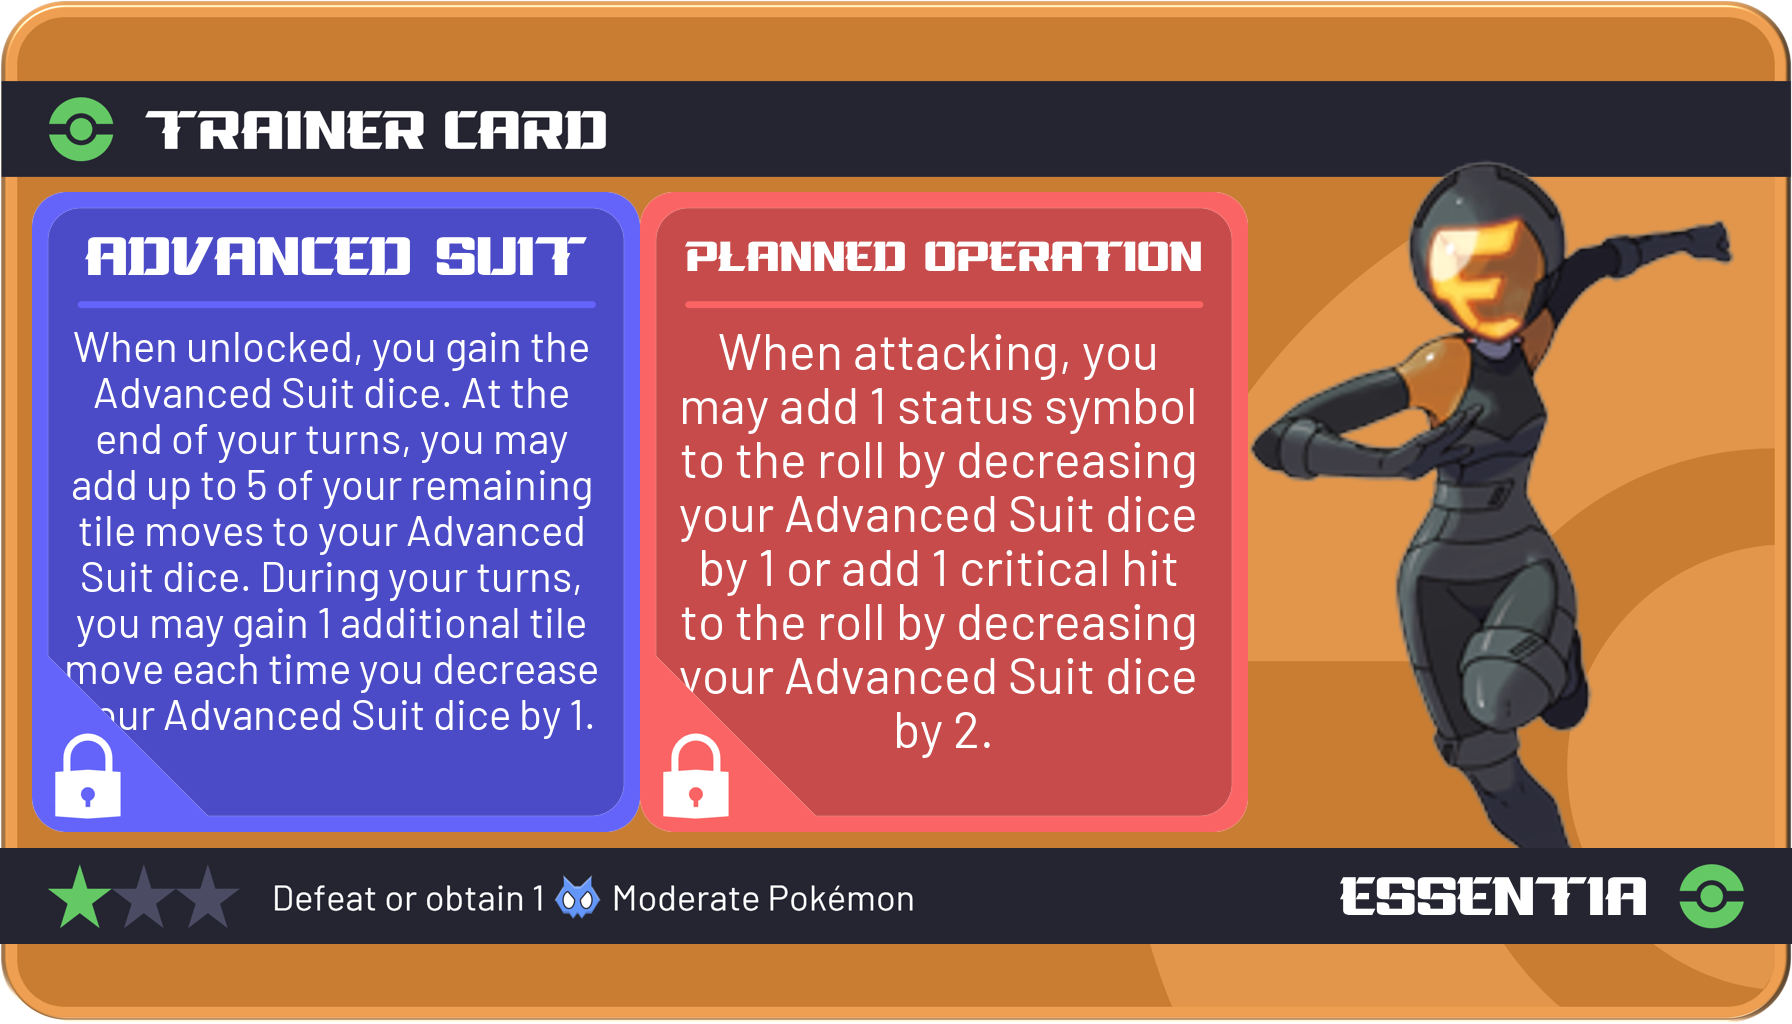 TRAINER CARD
ADVANCED SUIT
When unlocked, you gain the
Advanced Suit dice. At the
end of your turns, you may
add up to 5 of your remaining
tile moves to your Advanced
Suit dice. During your turns,
you may gain 1 additional tile
move each time you decrease
your Advanced Suit dice by 1.
PLANNED OPERATION
When attacking, you
may add 1 status symbol
to the roll by decreasing
your Advanced Suit dice
by 1 or add 1 critical hit
to the roll by decreasing
your Advanced Suit dice
by 2.
Defeat or obtain 1 Moderate Pokémon
ESSENTIA